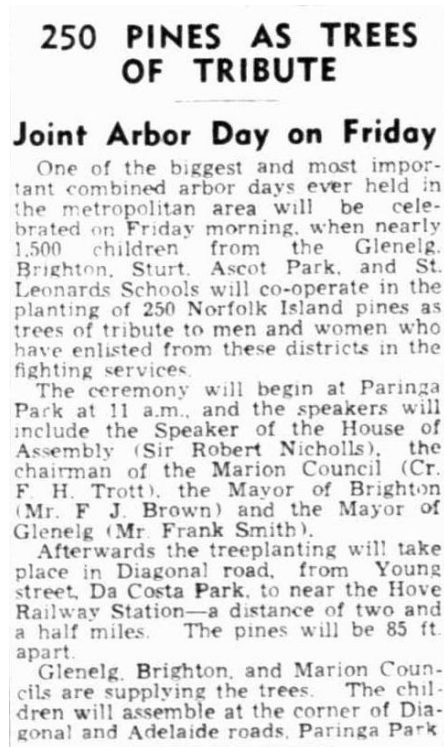 250 PINES AS TREES
OF TRIBUTE
Joint Arbor Day on Friday
One of the biggest and most impor-
tant combined arbor days ever held in
the metropolitan area will be cele-
brated on Friday morning, when nearly
1,500 children from the Glenelg,
Brighton, Sturt, Ascot Park, and St.
Leonards Schools will co-operate in the
planting of 250 Norfolk Island pines as
trees of tribute to men and women who
have enlisted from these districts in the
fighting services.
The ceremony will begin at Paringa
Park at 11 a.m., and the speakers will
include the Speaker of the House of
Assembly (Sir Robert Nicholls), the
chairman of the Marion Council (Cr.
F. H. Trott), the Mayor of Brighton
(Mr. F J. Brown) and the Mayor of
Glenelg (Mr. Frank Smith).
Afterwards the treeplanting will take
place in Diagonal road, from Young
street, Da Costa Park, to near the Hove
Railway Station—a distance of two and
a half miles. The pines will be 85 ft.
apart.
Glenelg, Brighton, and Marion Coun-
cils are supplying the trees. The chil-
dren will assemble at the corner of Dia-
gonal and Adelaide roads, Paringa Park